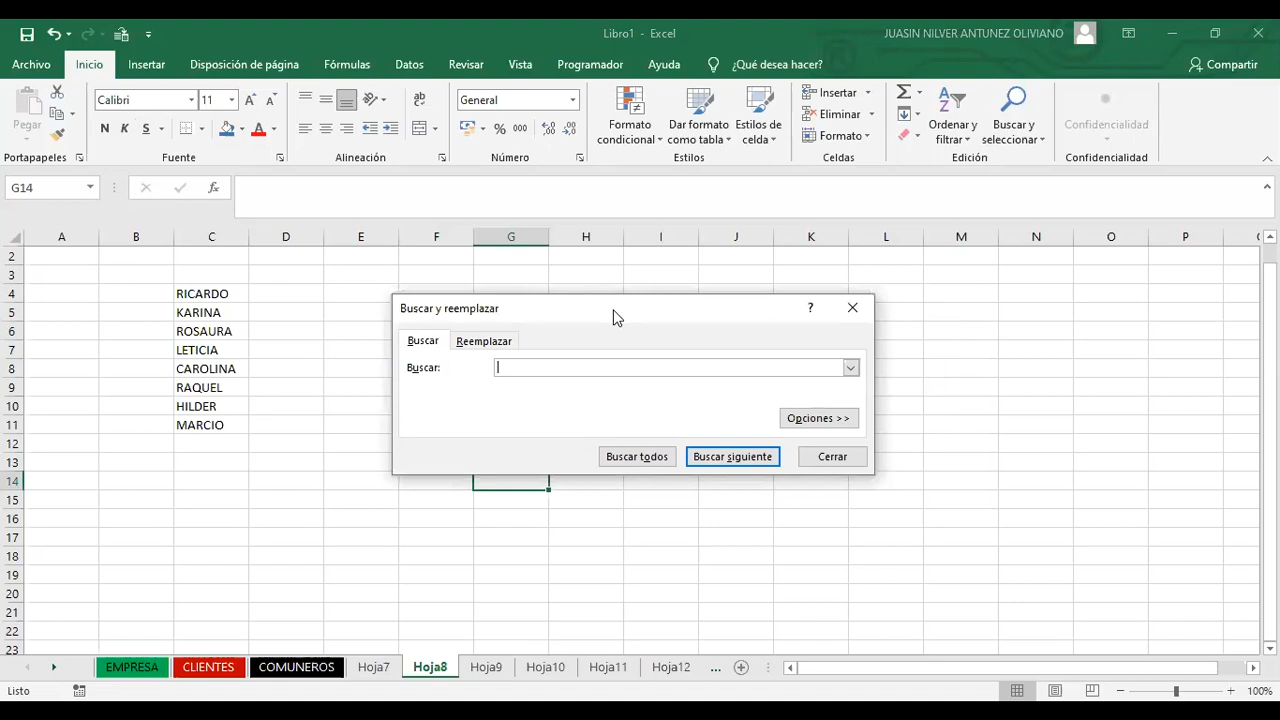 Libro1 - Excel
JUASIN NILVER ANTUNEZ OLIVIANO
Archivo Inicio Insertar Disposición de página Fórmulas Datos Revisar Vista Programador Ayuda ¿Qué desea hacer? Compartir
Pegar
Calibri 11
N K S
General
% 000
Formato condicional
Dar formato como tabla
Estilos de celda
Insertar
Eliminar
Formato
Ordenar y filtrar
Buscar y seleccionar
Confidencialidad
Portapapeles Fuente Alineación Número Estilos Celdas Edición Confidencialidad
G14 fx
A B C D E F G H I J K L M N O P
2
3
4 RICARDO
5 KARINA
6 ROSAURA
7 LETICIA
8 CAROLINA
9 RAQUEL
10 HILDER
11 MARCIO
12
13
14
15
16
17
18
19
20
21
22
23
Buscar y reemplazar ?
Buscar Reemplazar
Buscar:
Opciones >>
Buscar todos Buscar siguiente Cerrar
EMPRESA CLIENTES COMUNEROS Hoja7 Hoja8 Hoja9 Hoja10 Hoja11 Hoja12 ...
Listo 100%